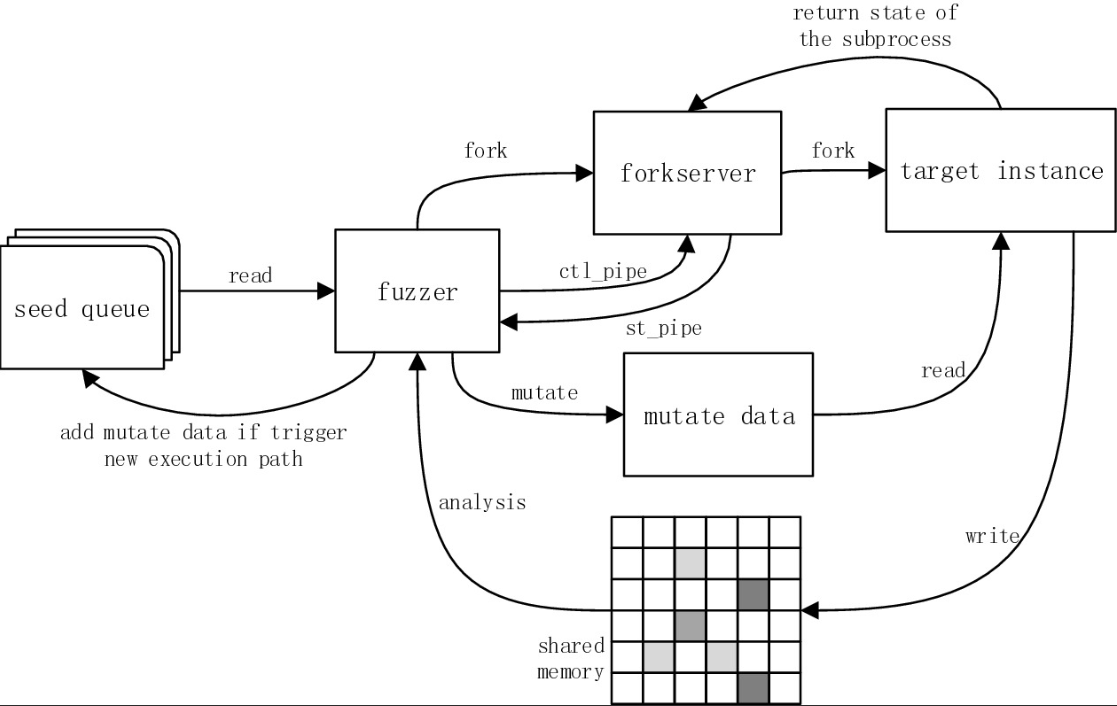 return state of
the subprocess
fork
forkserver
fork
target instance
seed queue
read
fuzzer
ctl_pipe
st_pipe
add mutate data if trigger
new execution path
mutate
mutate data
read
analysis
write
shared
memory